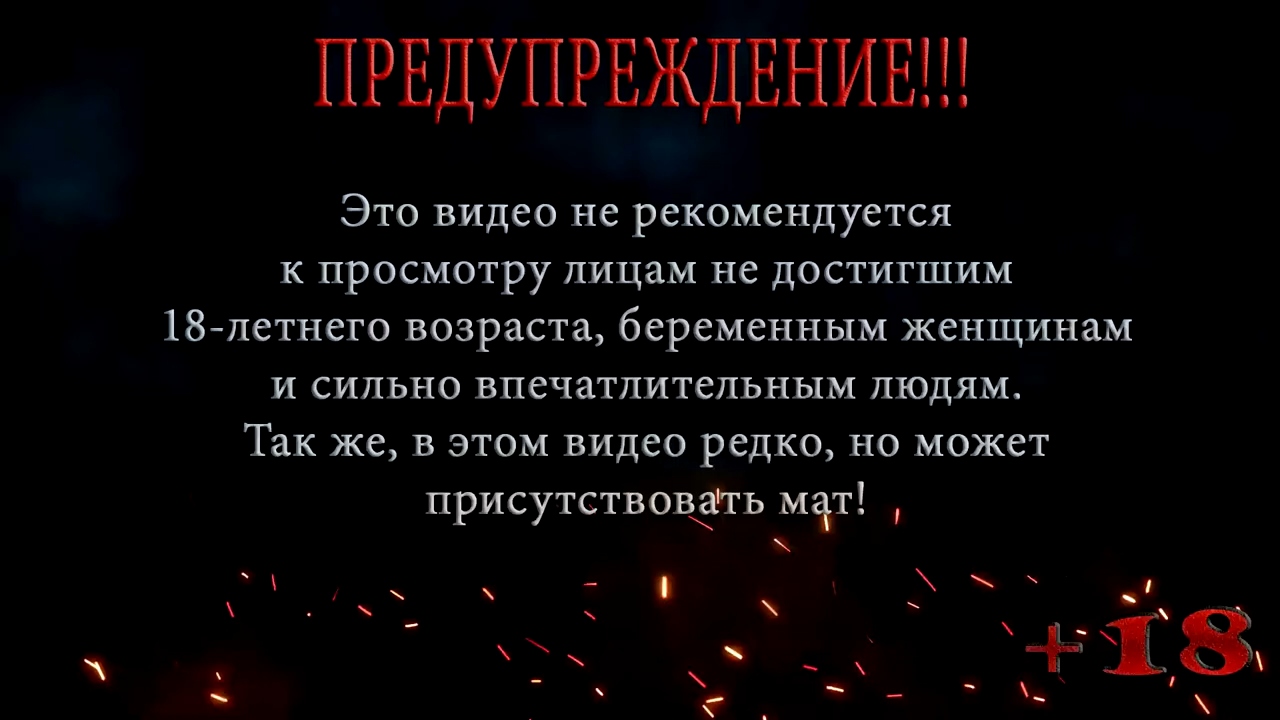 ПРЕДУПРЕЖДЕНИЕ!!!
Это видео не рекомендуется
к просмотру лицам не достигшим
18-летнего возраста, беременным женщинам
и сильно впечатлительным людям.
Так же, в этом видео редко, но может
присутствовать мат!
+18